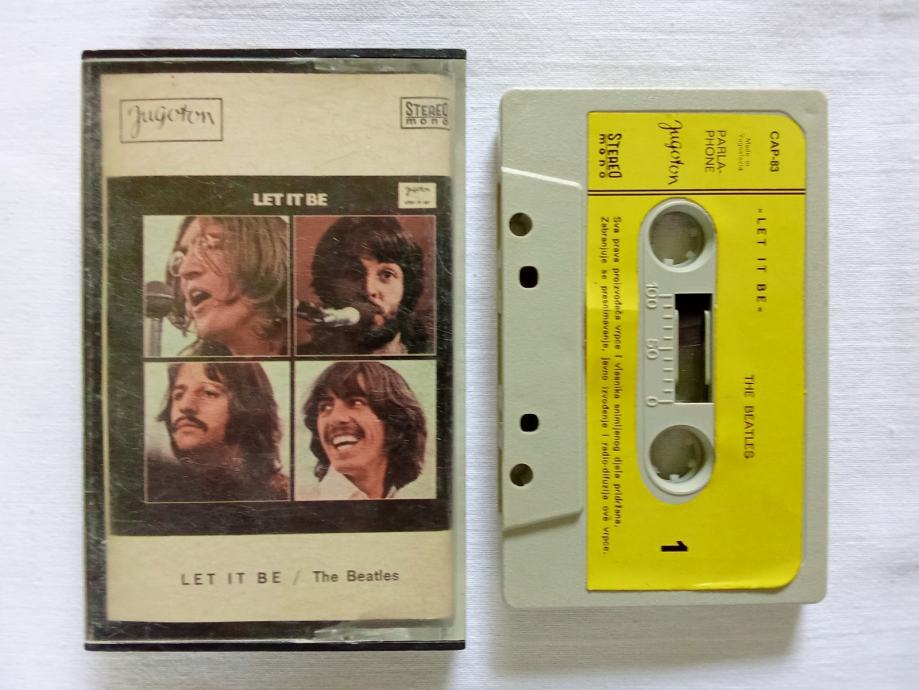 Jugoton
STEREO
mono
LET IT BE
Jugoton
LET IT BE / The Beatles
CAP-83
Made in
Yugoslavia
PARLA-
PHONE
Jugoton
STEREO
mono
"LET IT BE"
THE BEATLES
100 50 0
Sva prava proizvođača vrpce i vlasnika snimljenog djela pridržana.
Zabranjuje se presnimavanje, javno izvođenje i radio-difuzija ove vrpce.
1